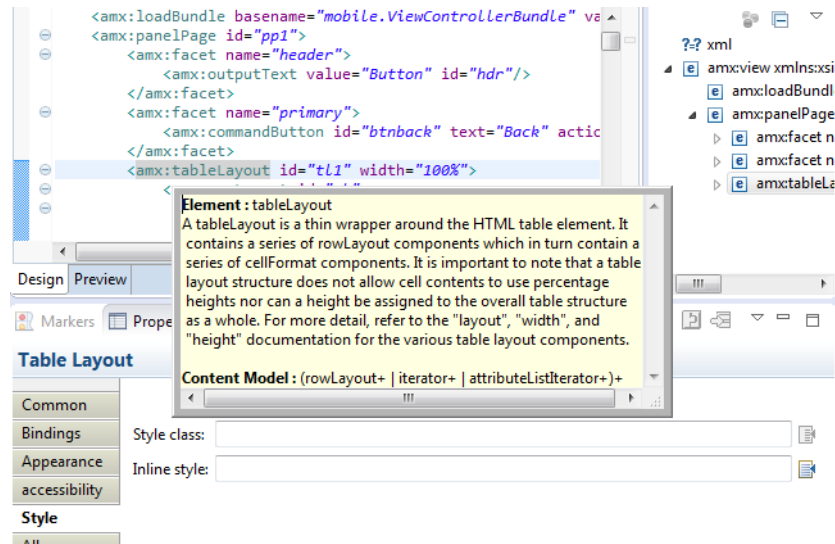 <amx:loadBundle basename="mobile.ViewControllerBundle" va
<amx:panelPage id="pp1">
<amx:facet name="header">
<amx:outputText value="Button" id="hdr"/>
</amx:facet>
<amx:facet name="primary">
<amx:commandButton id="btnback" text="Back" actic
</amx:facet>
<amx:tableLayout id="tl1" width="100%">
?=? xml
e amx:view xmlns:xsi
e amx:loadBundl
e amx:panelPage
e amx:facet n
e amx:facet n
e amx:tableLa
Element : tableLayout
A tableLayout is a thin wrapper around the HTML table element. It
contains a series of rowLayout components which in turn contain a
series of cellFormat components. It is important to note that a table
layout structure does not allow cell contents to use percentage
heights nor can a height be assigned to the overall table structure
as a whole. For more detail, refer to the "layout", "width", and
"height" documentation for the various table layout components.
Content Model : (rowLayout+ | iterator+ | attributeListIterator+)+
Design Preview
Markers Prope
Table Layout
Common
Bindings
Appearance
accessibility
Style
Style class:
Inline style: